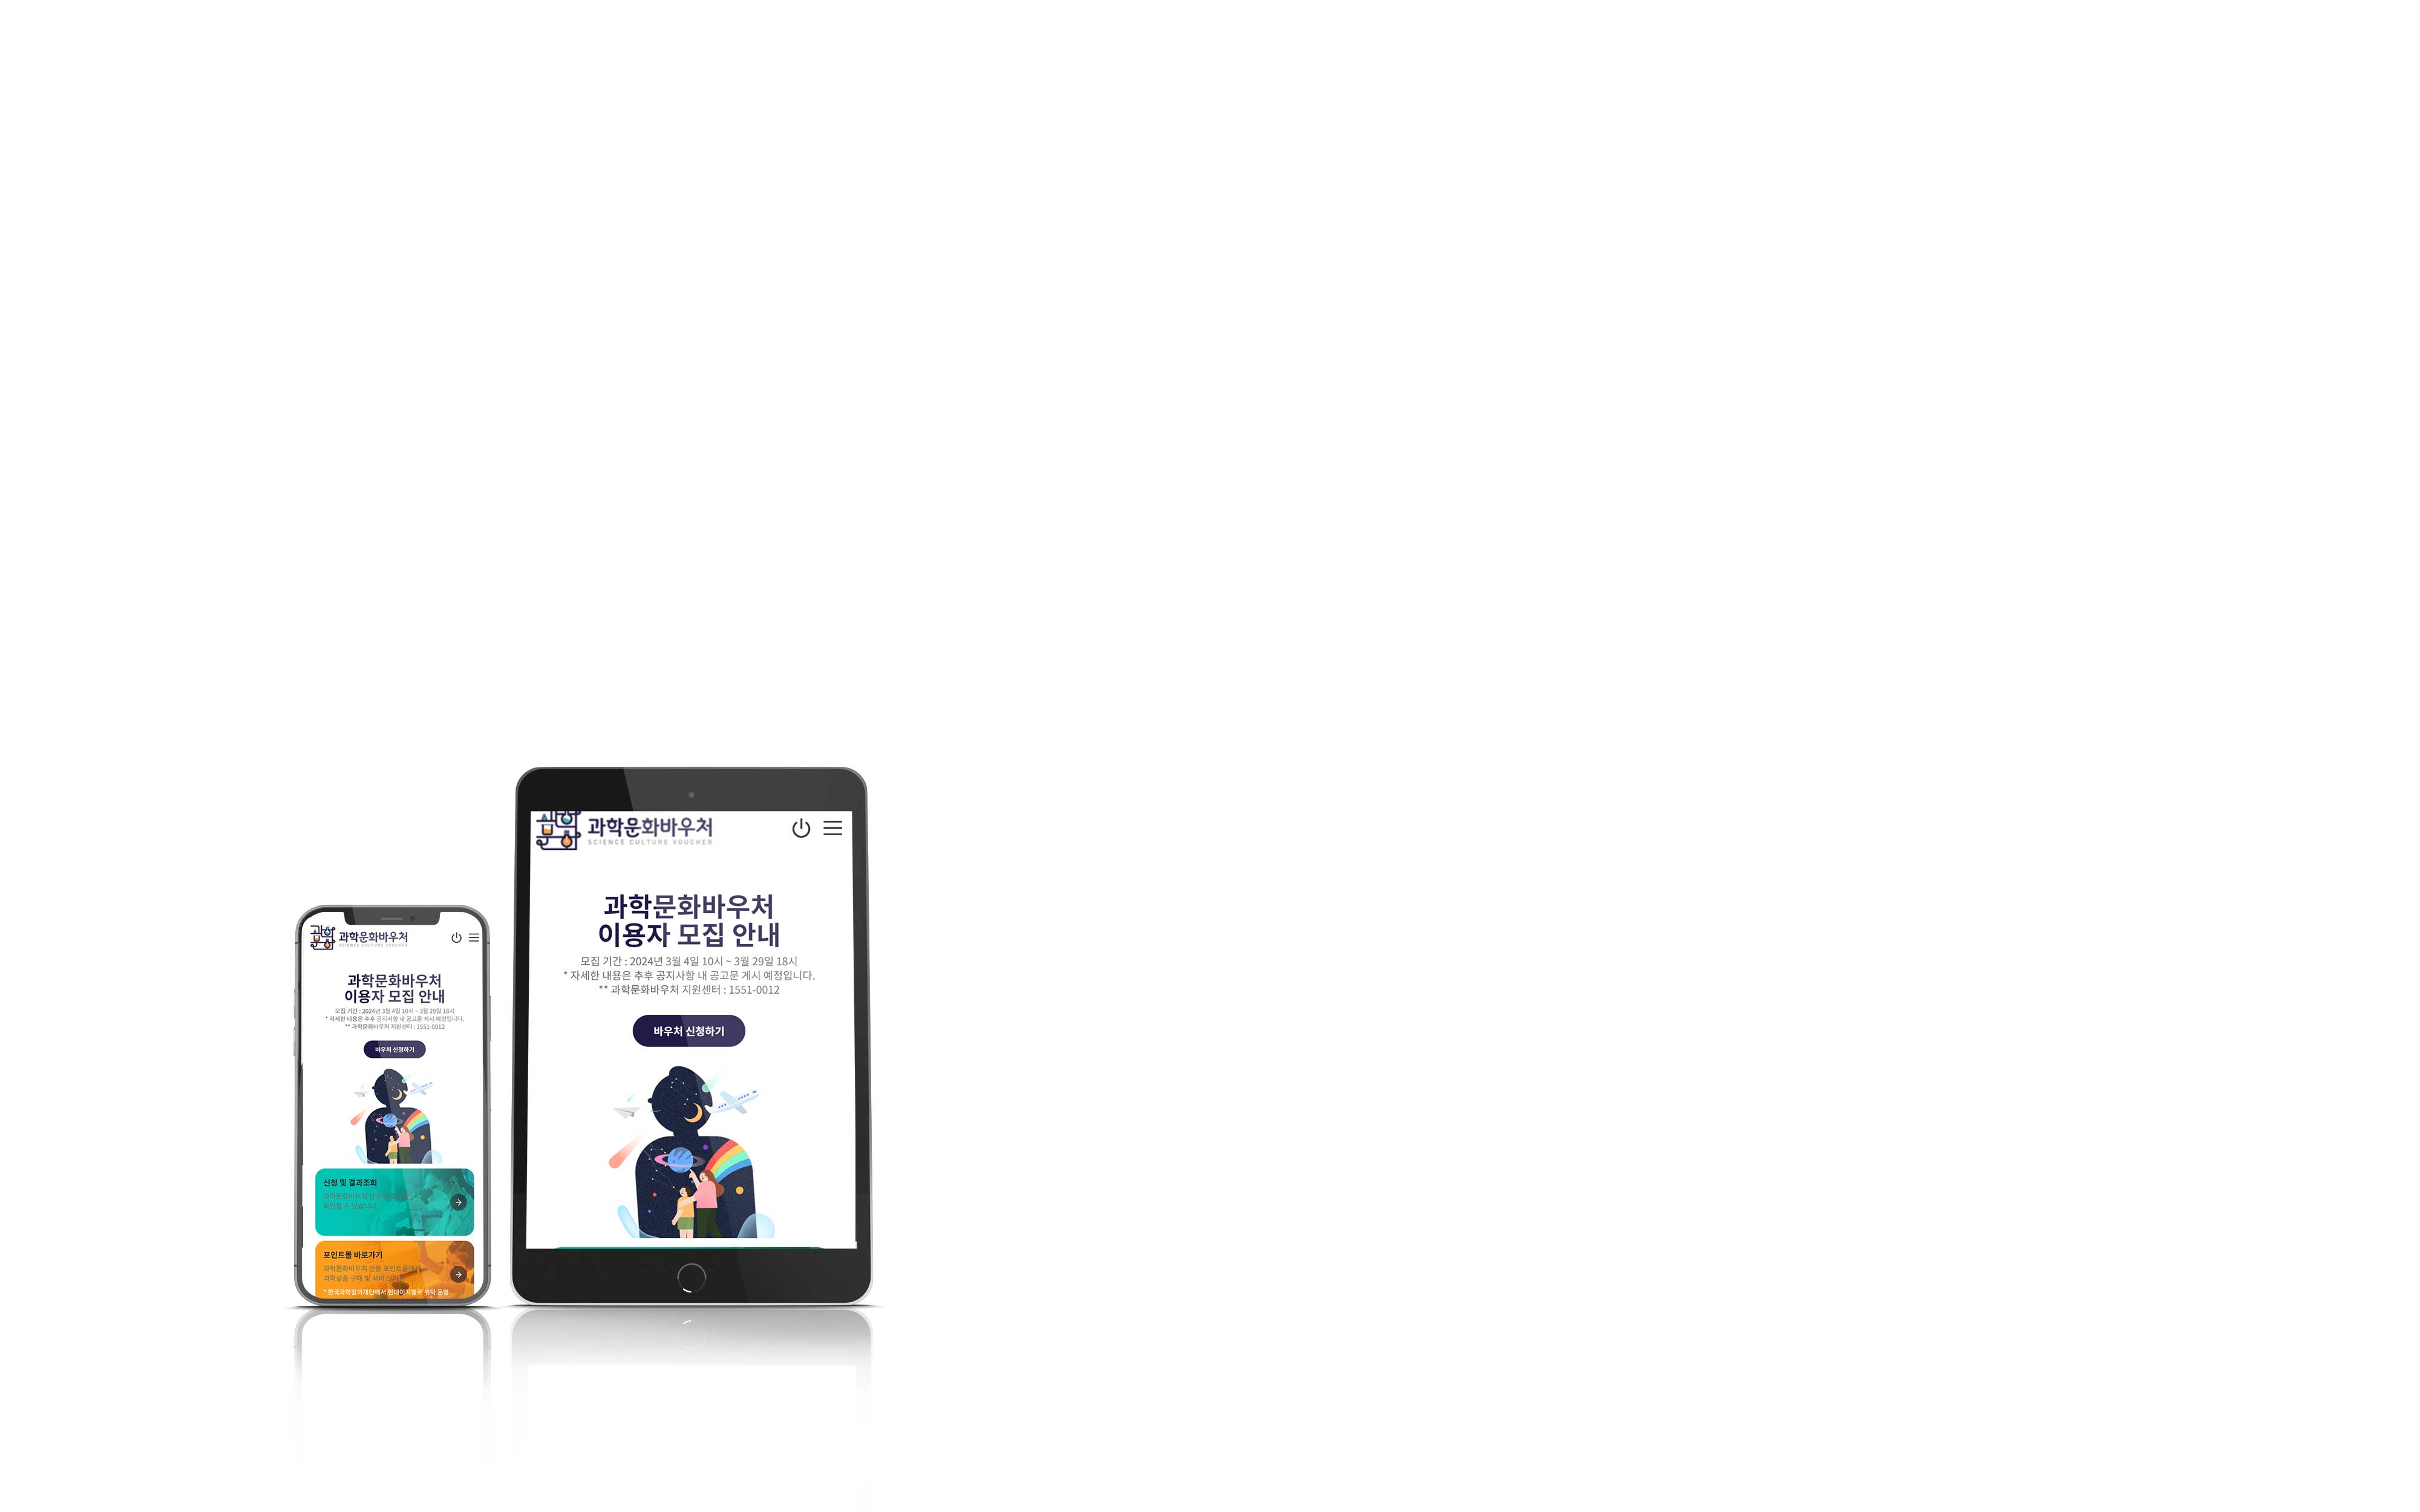 과학문화바우처
SCIENCE CULTURE VOUCHER
과학문화바우처
이용자 모집 안내
모집 기간 : 2024년 3월 4일 10시 ~ 3월 29일 18시
* 자세한 내용은 추후 공지사항 내 공고문 게시 예정입니다.
** 과학문화바우처 지원센터 : 1551-0012
바우처 신청하기
신청 및 결과조회
과학문화바우처 신청
확인할 수 있습니다.
포인트몰 바로가기
과학문화바우처 전용 포인트몰에서
과학상품 구매 및 서비스
* 한국과학창의재단에서 현대이지웰로 위탁 운영
과학문화바우처
SCIENCE CULTURE VOUCHER
과학문화바우처
이용자 모집 안내
모집 기간 : 2024년 3월 4일 10시 ~ 3월 29일 18시
* 자세한 내용은 추후 공지사항 내 공고문 게시 예정입니다.
** 과학문화바우처 지원센터 : 1551-0012
바우처 신청하기